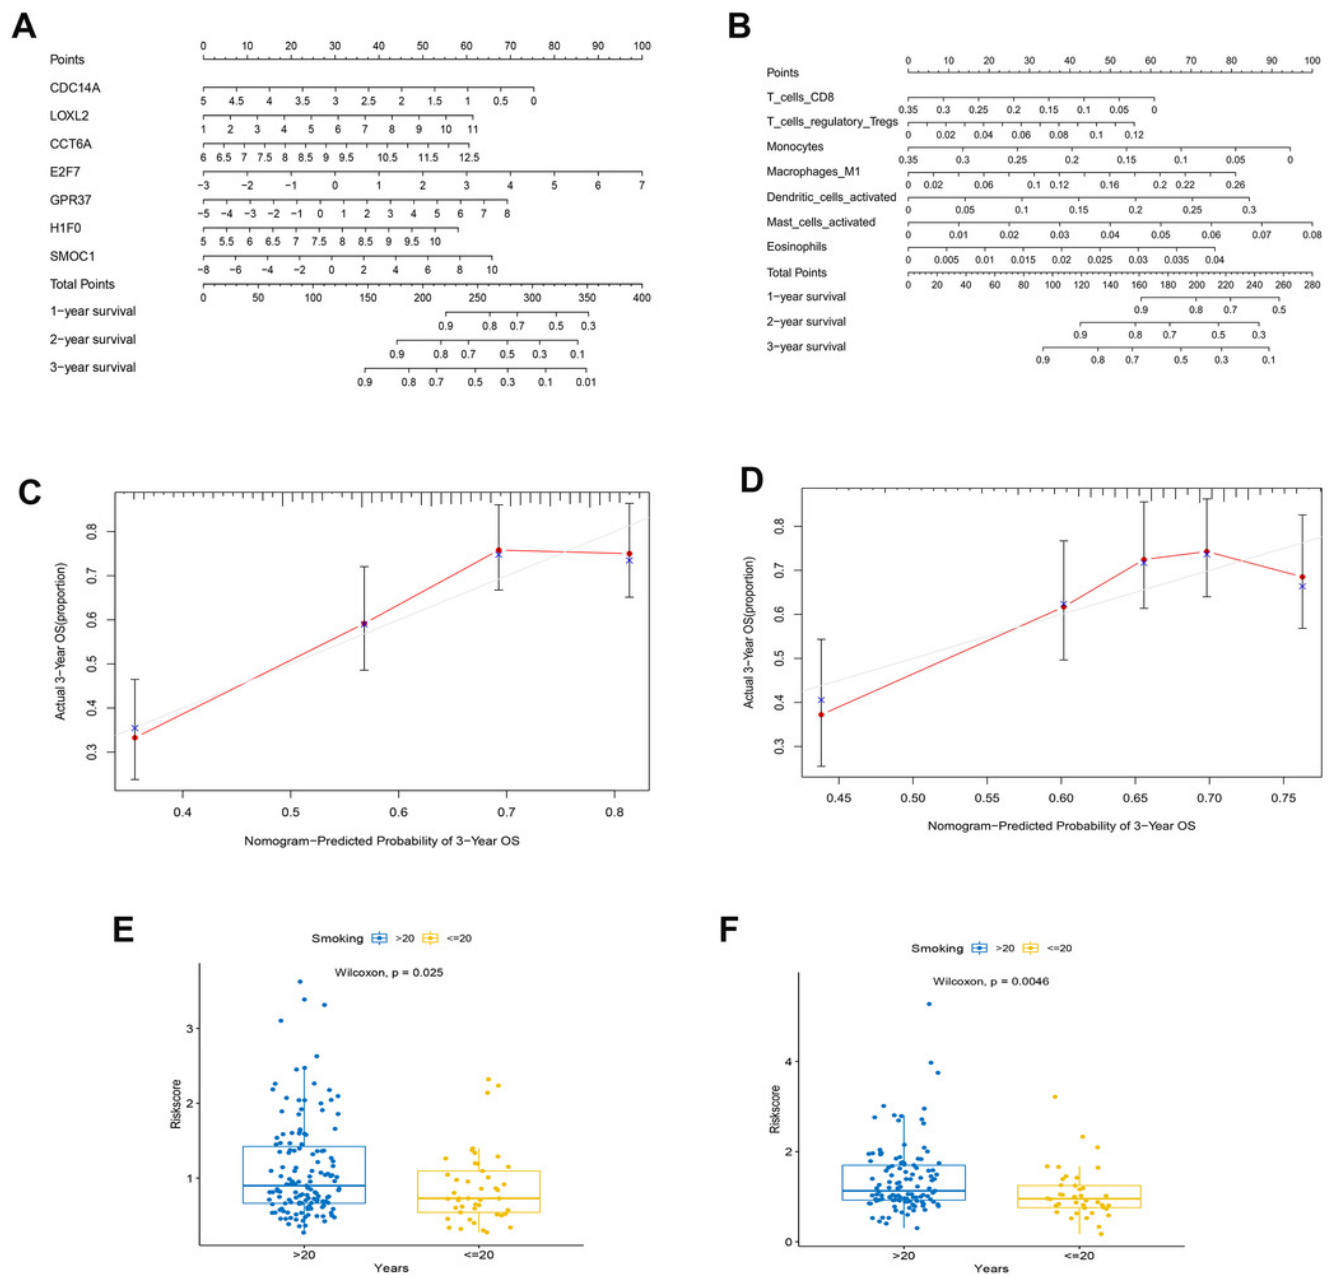 A
0 10 20 30 40 50 60 70 80 90 100
Points
CDC14A
5 4.5 4 3.5 3 2.5 2 1.5 1 0.5 0
LOXL2
1 2 3 4 5 6 7 8 9 10 11
CCT6A
6 6.5 7 7.5 8 8.5 9 9.5 10.5 11.5 12.5
E2F7
−3 −2 −1 0 1 2 3 4 5 6 7
GPR37
−5 −4 −3 −2 −1 0 1 2 3 4 5 6 7 8
H1F0
5 5.5 6 6.5 7 7.5 8 8.5 9 9.5 10
SMOC1
−8 −6 −4 −2 0 2 4 6 8 10
Total Points
0 50 100 150 200 250 300 350 400
1−year survival
0.9 0.8 0.7 0.5 0.3
2−year survival
0.9 0.8 0.7 0.5 0.3 0.1
3−year survival
0.9 0.8 0.7 0.5 0.3 0.1 0.01
B
0 10 20 30 40 50 60 70 80 90 100
Points
T_cells_CD8
0.35 0.3 0.25 0.2 0.15 0.1 0.05 0
T_cells_regulatory_Tregs
0 0.02 0.04 0.06 0.08 0.1 0.12
Monocytes
0.35 0.3 0.25 0.2 0.15 0.1 0.05 0
Macrophages_M1
0 0.02 0.06 0.1 0.12 0.16 0.2 0.22 0.26
Dendritic_cells_activated
0 0.05 0.1 0.15 0.2 0.25 0.3
Mast_cells_activated
0 0.01 0.02 0.03 0.04 0.05 0.06 0.07 0.08
Eosinophils
0 0.005 0.01 0.015 0.02 0.025 0.03 0.035 0.04
Total Points
0 20 40 60 80 100 120 140 160 180 200 220 240 260 280
1−year survival
0.9 0.8 0.7 0.5
2−year survival
0.9 0.8 0.7 0.5 0.3
3−year survival
0.9 0.8 0.7 0.5 0.3 0.1
C
Actual 3−Year OS(proportion)
0.8
0.7
0.6
0.5
0.4
0.3
0.4 0.5 0.6 0.7 0.8
Nomogram−Predicted Probability of 3−Year OS
D
Actual 3−Year OS(proportion)
0.8
0.7
0.6
0.5
0.4
0.3
0.45 0.50 0.55 0.60 0.65 0.70 0.75
Nomogram−Predicted Probability of 3−Year OS
E
Smoking >20 <=20
Wilcoxon, p = 0.025
Riskscore
3
2
1
>20 <=20
Years
F
Smoking >20 <=20
Wilcoxon, p = 0.0046
Riskscore
4
2
0
>20 <=20
Years